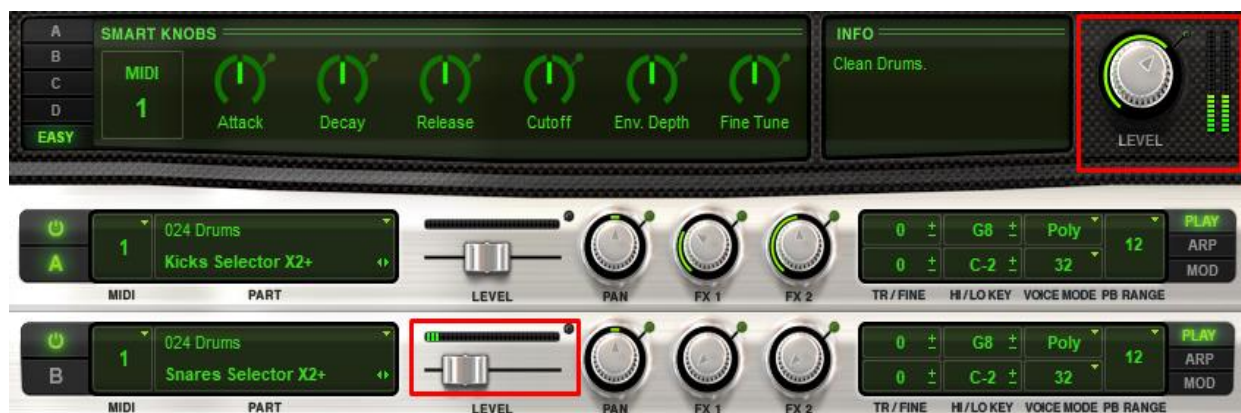 A
B
C
D
EASY
SMART KNOBS
MIDI
1
Attack Decay Release Cutoff Env. Depth Fine Tune
INFO
Clean Drums.
LEVEL
A
1
024 Drums
Kicks Selector X2+
0 ± G8 ± Poly
0 ± C-2 ± 32
12
PLAY
ARP
MOD
MIDI PART LEVEL PAN FX 1 FX 2 TR / FINE HI / LO KEY VOICE MODE PB RANGE
B
1
024 Drums
Snares Selector X2+
0 ± G8 ± Poly
0 ± C-2 ± 32
12
PLAY
ARP
MOD
MIDI PART LEVEL PAN FX 1 FX 2 TR / FINE HI / LO KEY VOICE MODE PB RANGE